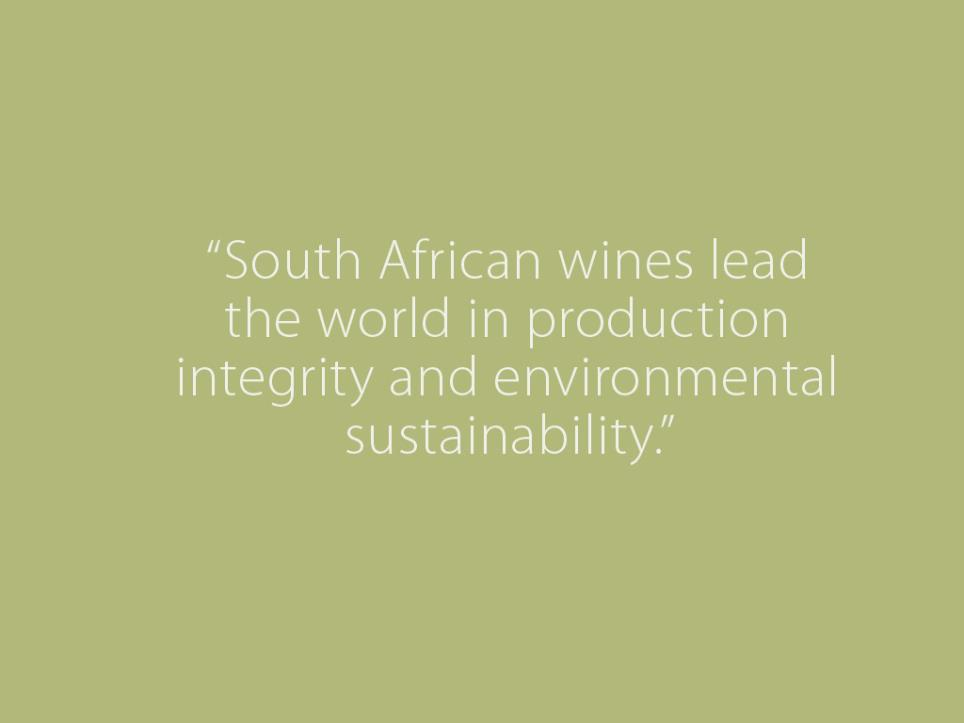 “South African wines lead
the world in production
integrity and environmental
sustainability.”